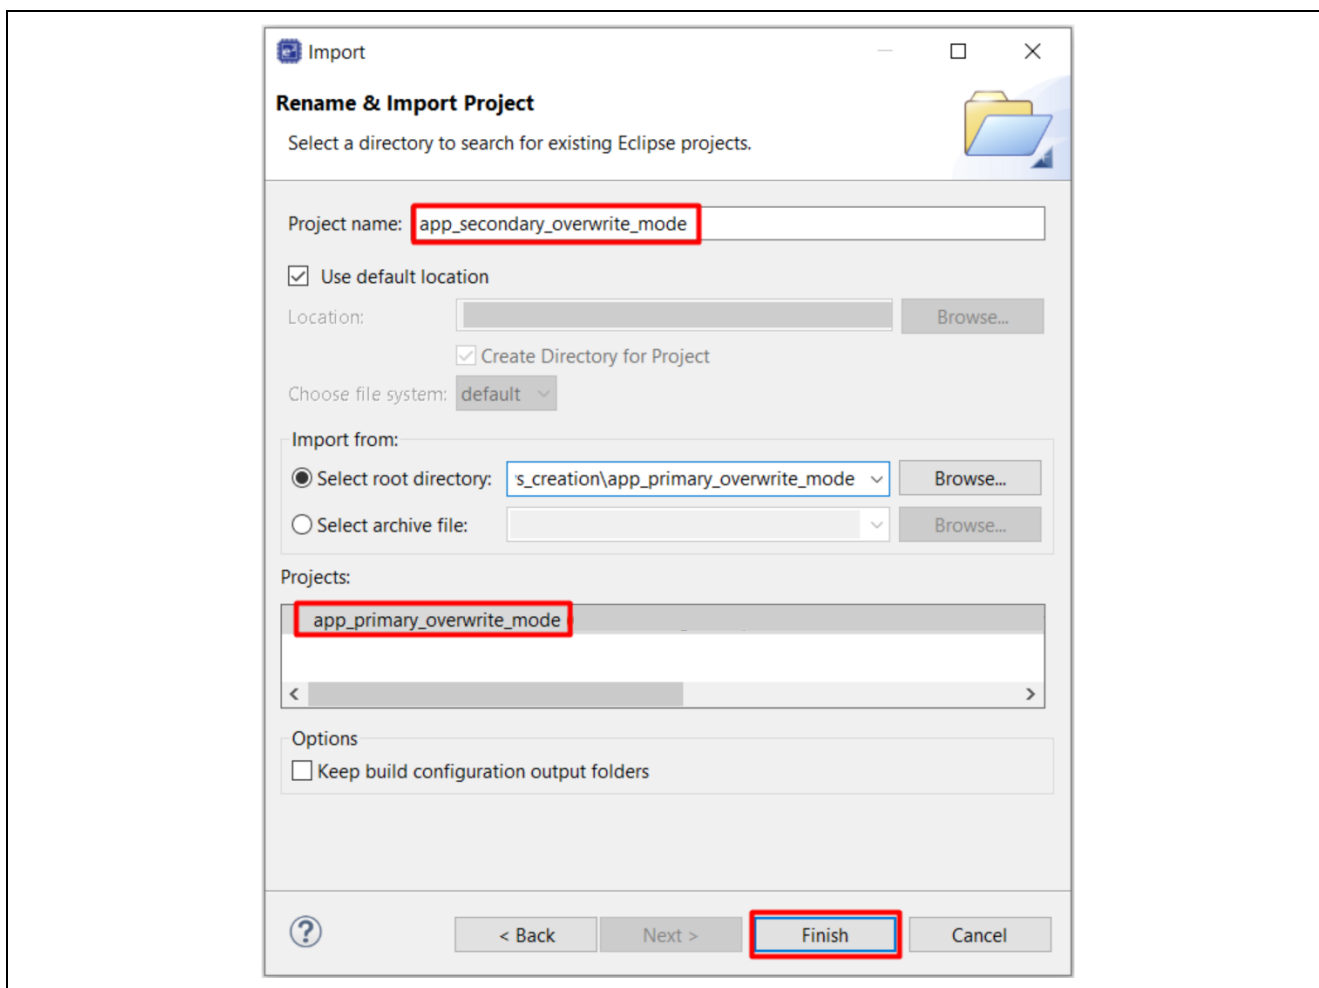 Import
Rename & Import Project
Select a directory to search for existing Eclipse projects.
Project name: app_secondary_overwrite_mode
Use default location
Location: Browse...
Create Directory for Project
Choose file system: default
Import from:
Select root directory: s_creation\app_primary_overwrite_mode Browse...
Select archive file: Browse...
Projects:
app_primary_overwrite_mode
Options
Keep build configuration output folders
? < Back Next > Finish Cancel